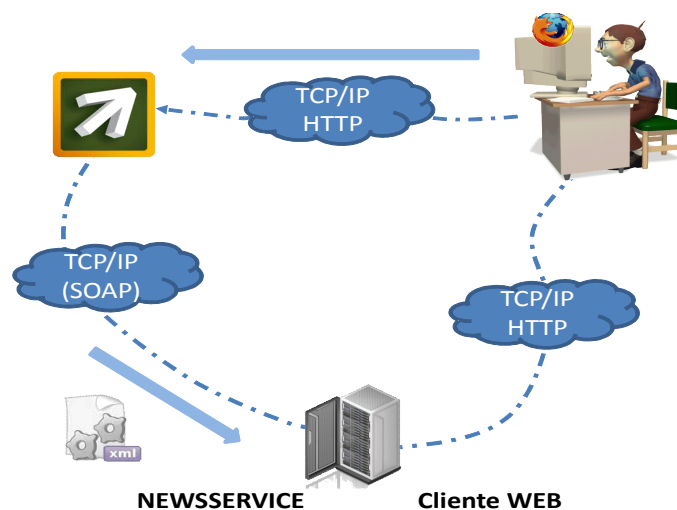 TCP/IP
HTTP
TCP/IP
(SOAP)
TCP/IP
HTTP
xml
NEWSSERVICE
Cliente WEB